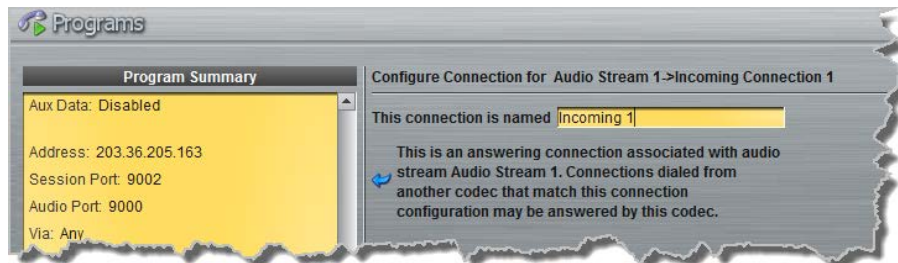 Programs
Program Summary
Aux Data: Disabled
Address: 203.36.205.163
Session Port: 9002
Audio Port: 9000
Via: Any
Configure Connection for Audio Stream 1->Incoming Connection 1
This connection is named Incoming 1
This is an answering connection associated with audio
stream Audio Stream 1. Connections dialed from
another codec that match this connection
configuration may be answered by this codec.